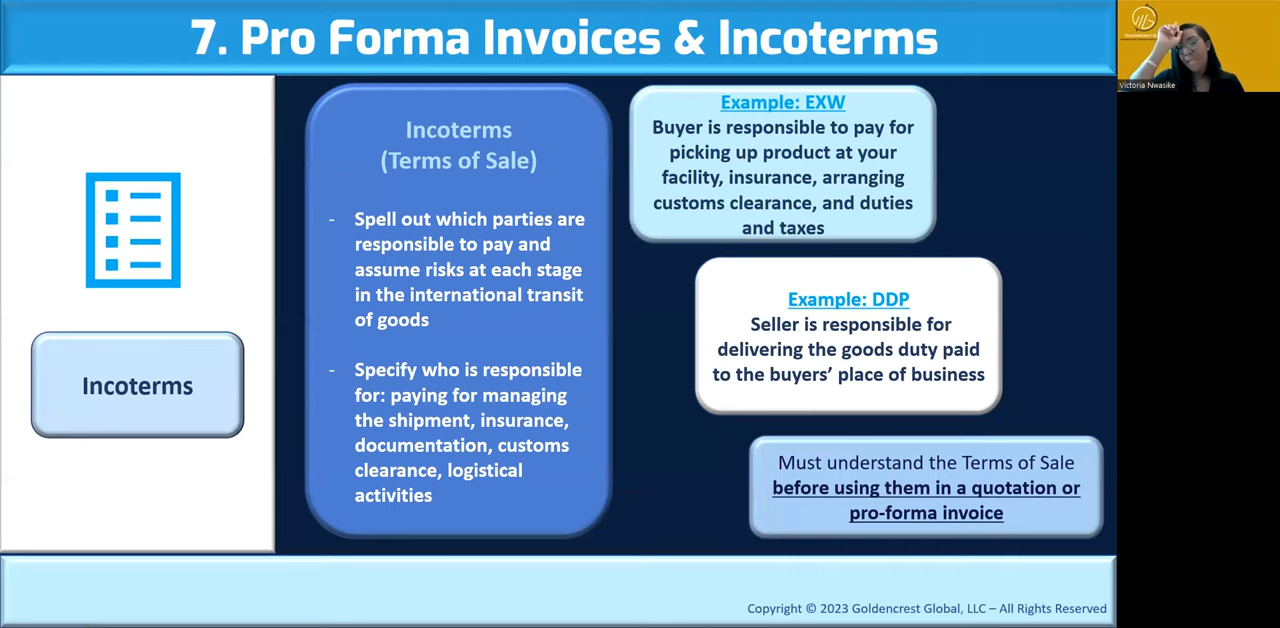 7. Pro Forma Invoices & Incoterms
Incoterms
Incoterms
(Terms of Sale)
- Spell out which parties are
responsible to pay and
assume risks at each stage
in the international transit
of goods
- Specify who is responsible
for: paying for managing
the shipment, insurance,
documentation, customs
clearance, logistical
activities
Example: EXW
Buyer is responsible to pay for
picking up product at your
facility, insurance, arranging
customs clearance, and duties
and taxes
Example: DDP
Seller is responsible for
delivering the goods duty paid
to the buyers’ place of business
Must understand the Terms of Sale
before using them in a quotation or
pro-forma invoice
Copyright © 2023 Goldencrest Global, LLC – All Rights Reserved
Victoria Nwasike